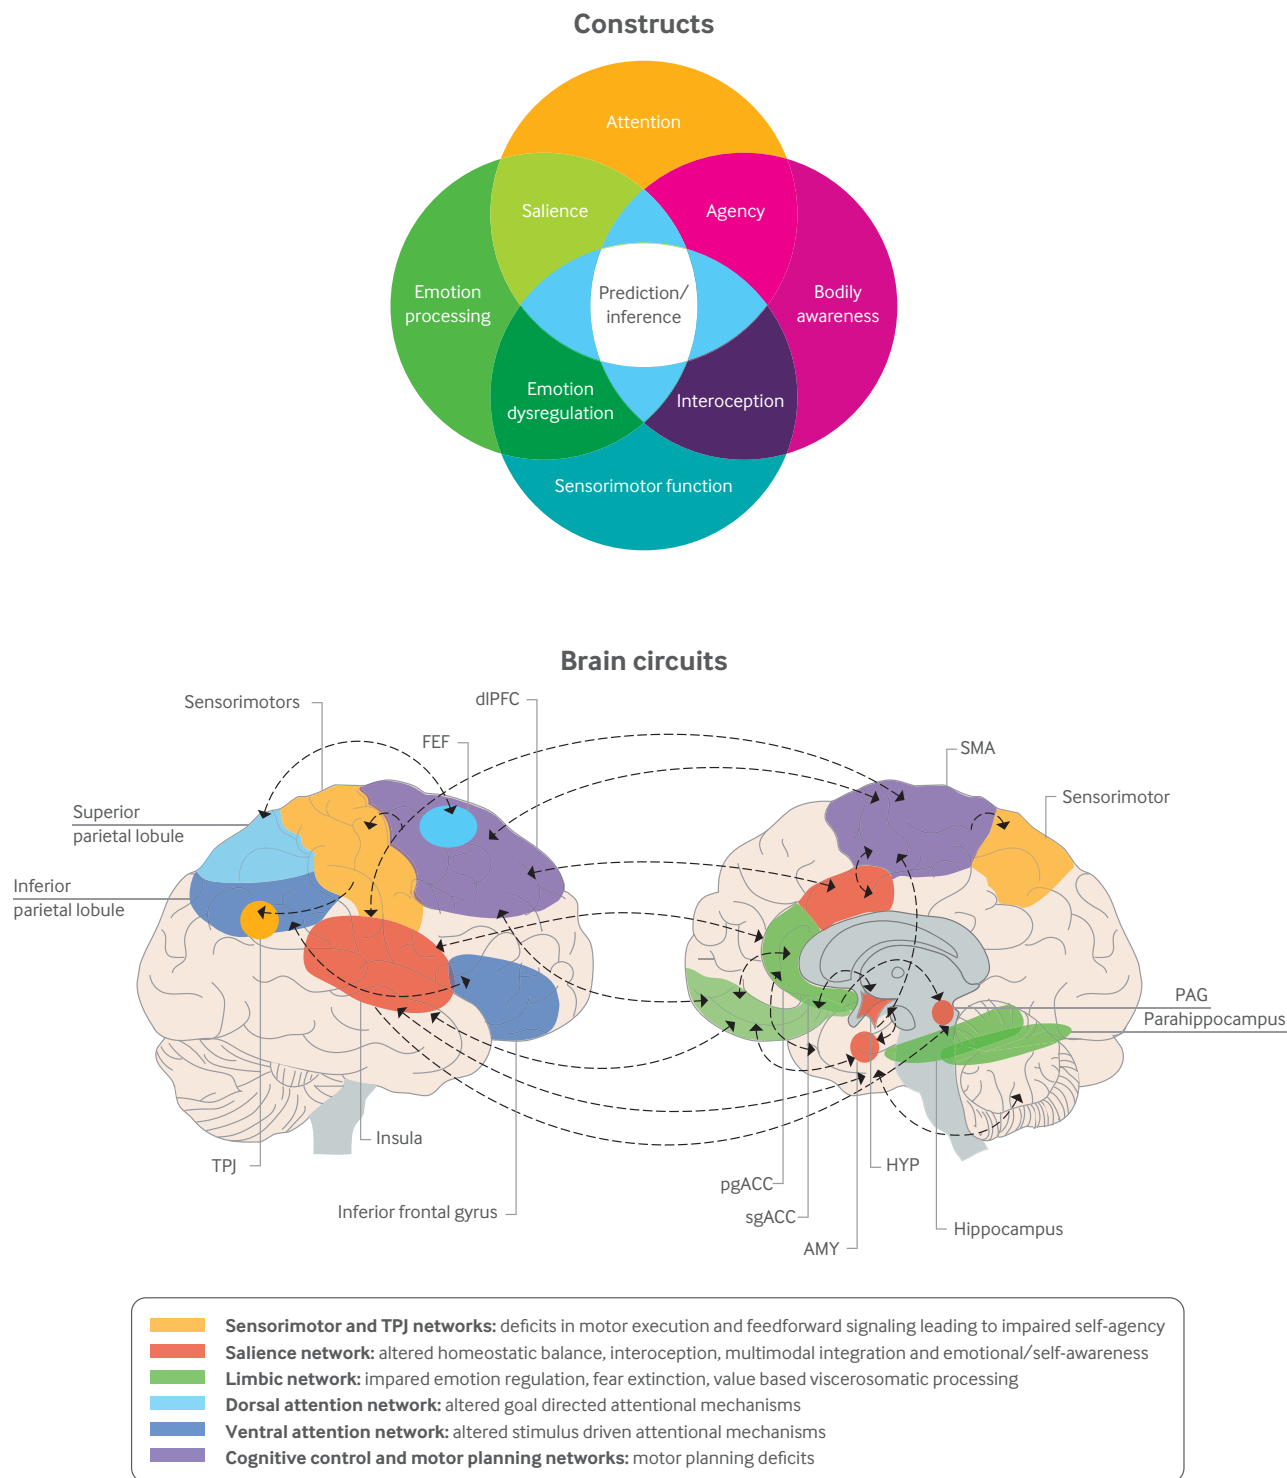 Constructs
Attention
Salience
Agency
Emotion
processing
Prediction/
inference
Bodily
awareness
Emotion
dysregulation
Interoception
Sensorimotor function
Brain circuits
Sensorimotors
dlPFC
FEF
SMA
Sensorimotor
Superior
parietal lobule
Inferior
parietal lobule
PAG
Parahippocampus
Insula
TPJ
HYP
pgACC
Inferior frontal gyrus
sgACC
Hippocampus
AMY
Sensorimotor and TPJ networks: deficits in motor execution and feedforward signaling leading to impaired self-agency
Salience network: altered homeostatic balance, interoception, multimodal integration and emotional/self-awareness
Limbic network: impared emotion regulation, fear extinction, value based viscerosomatic processing
Dorsal attention network: altered goal directed attentional mechanisms
Ventral attention network: altered stimulus driven attentional mechanisms
Cognitive control and motor planning networks: motor planning deficits